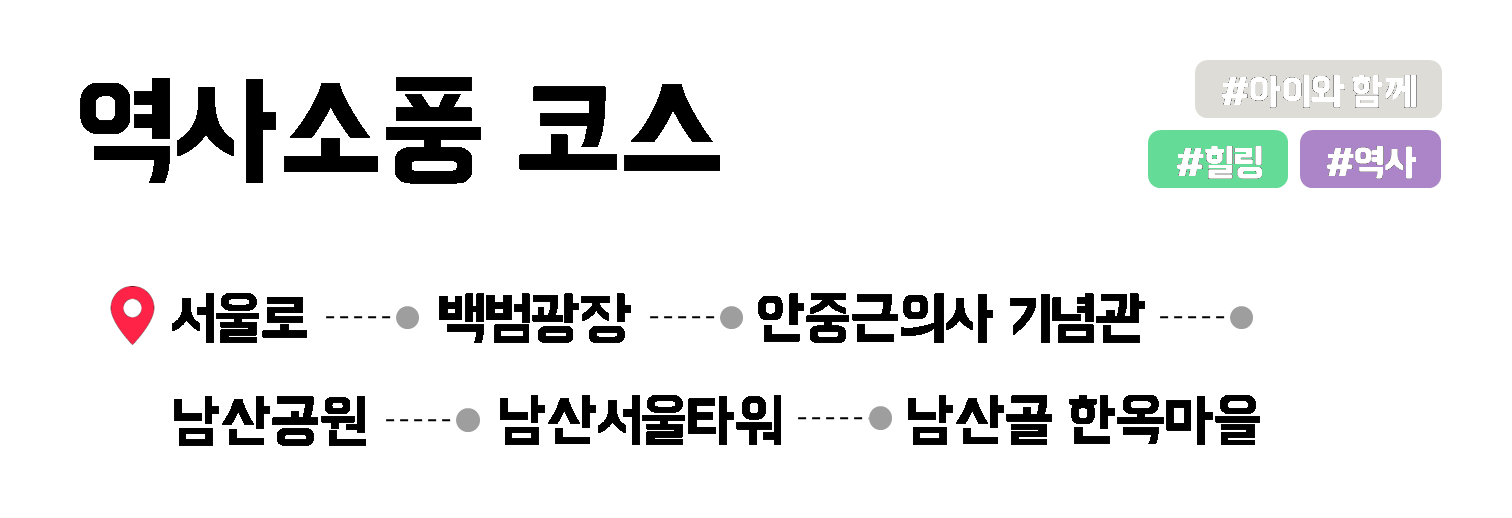 역사소풍 코스
#아이와 함께
#힐링 #역사
서울로 백범광장 안중근의사 기념관
남산공원 남산서울타워 남산골 한옥마을